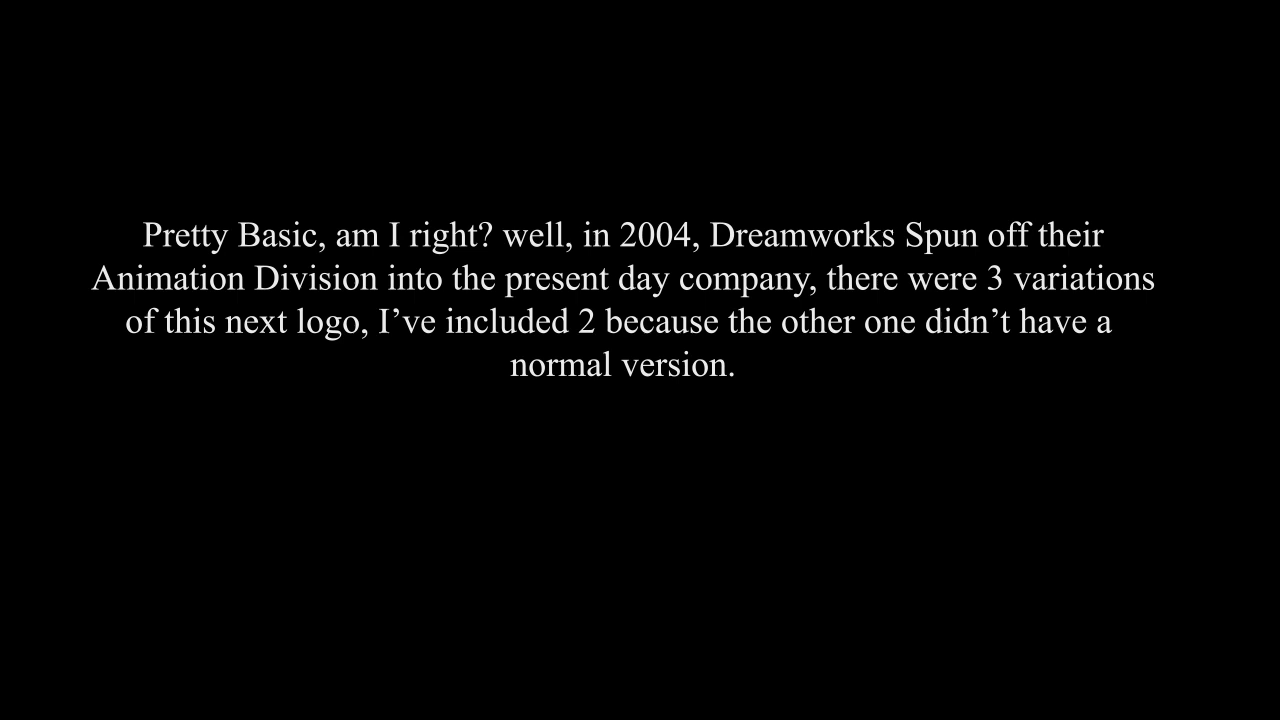 Pretty Basic, am I right? well, in 2004, Dreamworks Spun off their
Animation Division into the present day company, there were 3 variations
of this next logo, I’ve included 2 because the other one didn’t have a
normal version.